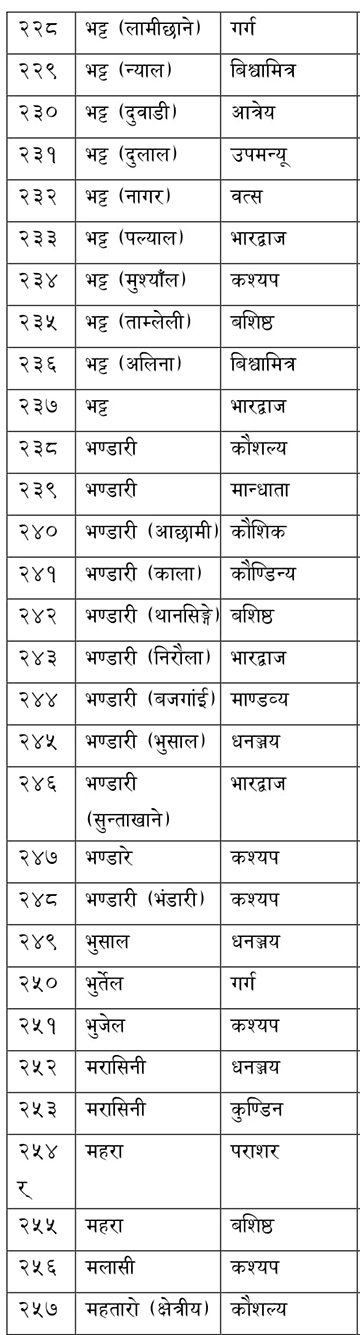 २२८ भट्ट (लामीछाने) गर्ग
२२९ भट्ट (न्याल) बिश्वामित्र
२३० भट्ट (दुवाडी) आत्रेय
२३१ भट्ट (दुलाल) उपमन्यू
२३२ भट्ट (नागर) वत्स
२३३ भट्ट (पल्याल) भारद्वाज
२३४ भट्ट (मुश्याँल) कश्यप
२३५ भट्ट (ताम्लेली) बशिष्ठ
२३६ भट्ट (अलिना) बिश्वामित्र
२३७ भट्ट भारद्वाज
२३८ भण्डारी कौशल्य
२३९ भण्डारी मान्धाता
२४० भण्डारी (आछामी) कौशिक
२४१ भण्डारी (काला) कौण्डिन्य
२४२ भण्डारी (थानसिङ्गे) बशिष्ठ
२४३ भण्डारी (निरौला) भारद्वाज
२४४ भण्डारी (बजगांई) माण्डव्य
२४५ भण्डारी (भुसाल) धनञ्जय
२४६ भण्डारी भारद्वाज
(सुन्ताखाने)
२४७ भण्डारे कश्यप
२४८ भण्डारी (भंडारी) कश्यप
२४९ भुसाल धनञ्जय
२५० भुर्तेल गर्ग
२५१ भुजेल कश्यप
२५२ मरासिनी धनञ्जय
२५३ मरासिनी कुण्डिन
२५४ महरा पराशर
र्
२५५ महरा बशिष्ठ
२५६ मलासी कश्यप
२५७ महतारो (क्षेत्रीय) कौशल्य